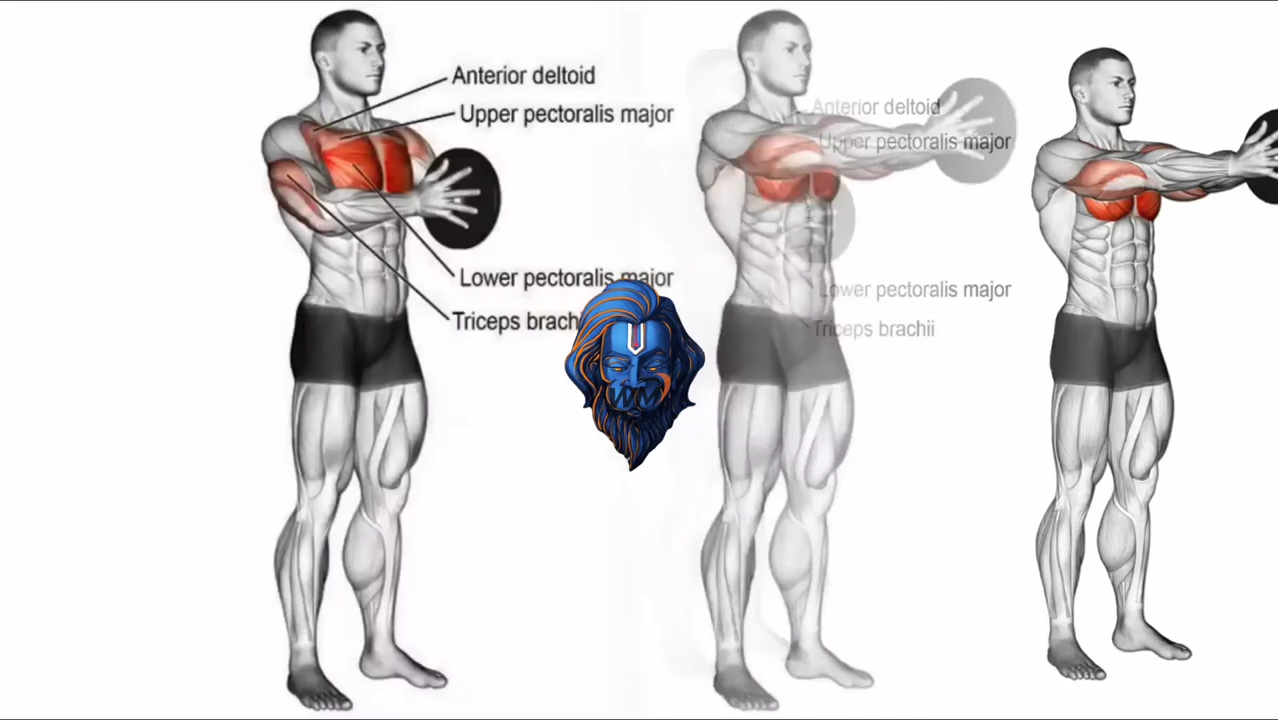 Anterior deltoid
Upper pectoralis major
Lower pectoralis major
Triceps brach
Anterior deltoid
Upper pectoralis major
Lower pectoralis major
Triceps brachii
WM